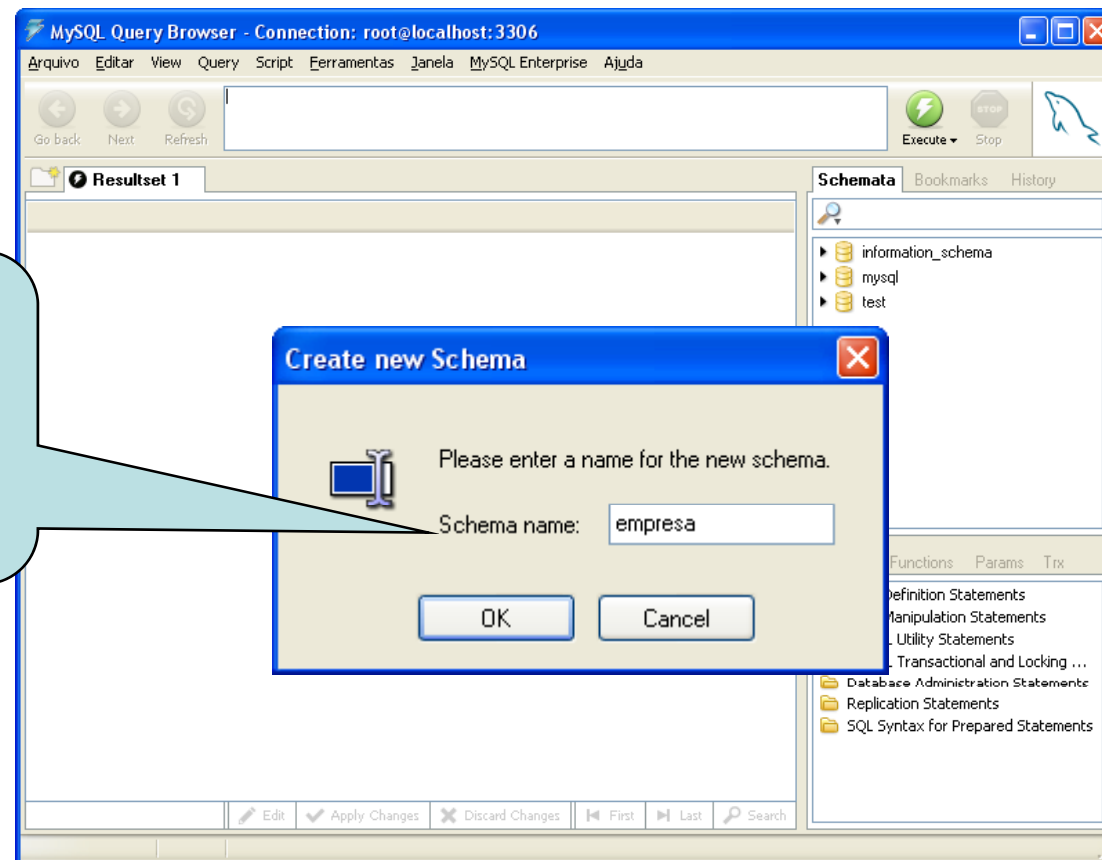 MySQL Query Browser - Connection: root@localhost:3306
Arquivo Editar View Query Script Ferramentas Janela MySQL Enterprise Ajuda
Go back Next Refresh
Execute Stop
STOP
Resultset 1
Schemata Bookmarks History
information_schema
mysql
test
Create new Schema
Please enter a name for the new schema.
Schema name: empresa
OK Cancel
Functions Params Trx
Definition Statements
Manipulation Statements
Utility Statements
Transactional and Locking ...
Database Administration Statements
Replication Statements
SQL Syntax for Prepared Statements
Edit Apply Changes Discard Changes First Last Search